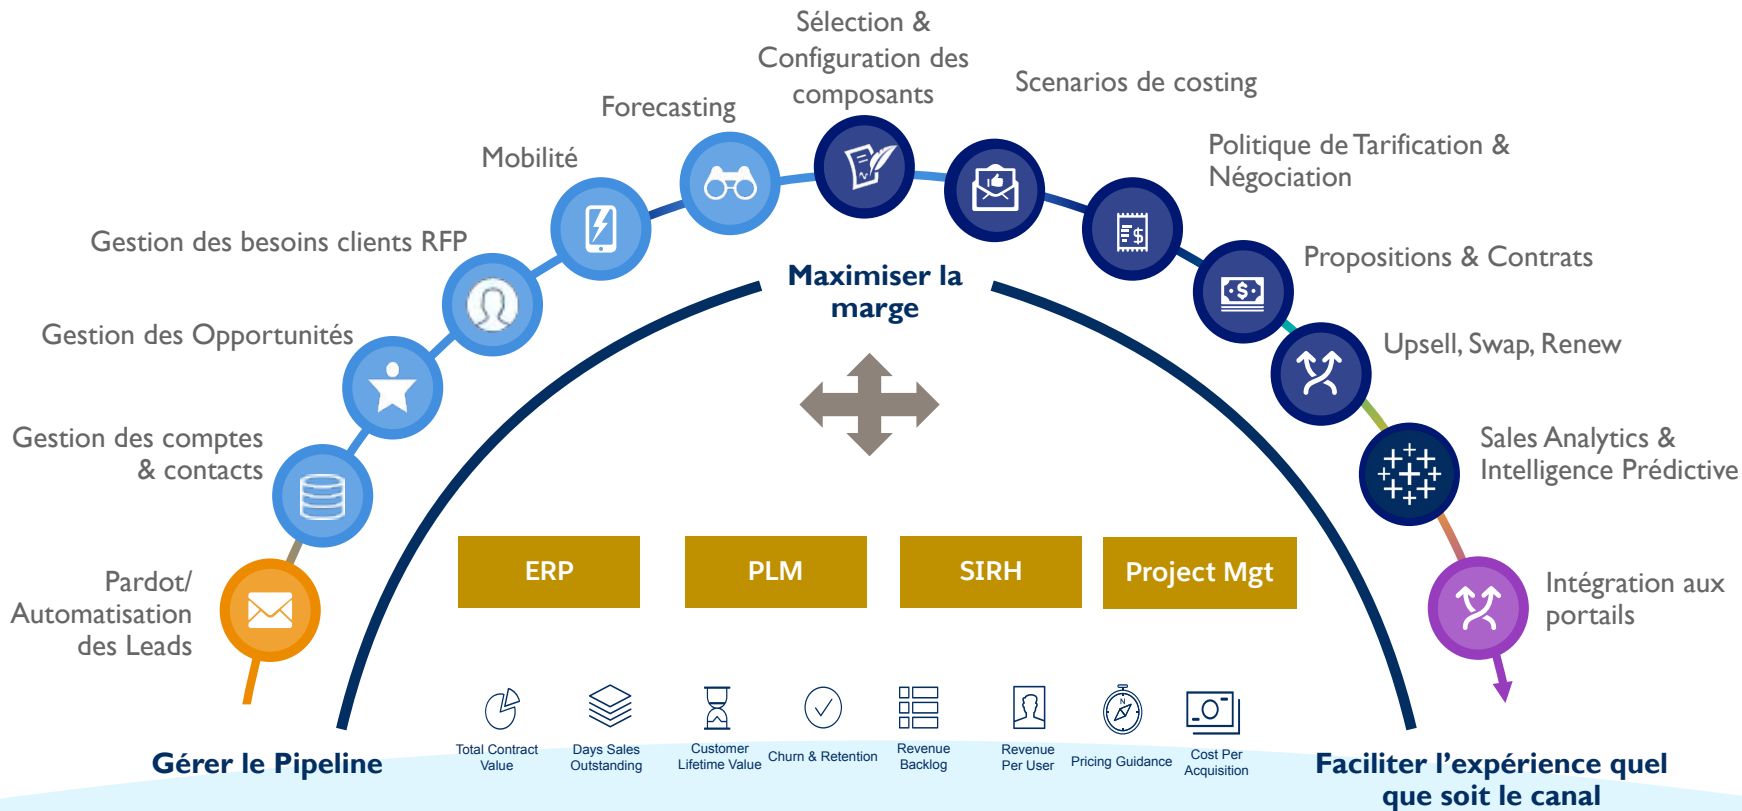 Sélection &
Configuration des
composants
Scenarios de costing
Forecasting
Politique de Tarification &
Négociation
Mobilité
Gestion des besoins clients RFP
Propositions & Contrats
Maximiser la
marge
Gestion des Opportunités
Upsell, Swap, Renew
Gestion des comptes
& contacts
Sales Analytics &
Intelligence Prédictive
ERP
PLM
SIRH
Project Mgt
Pardot/
Automatisation
des Leads
Intégration aux
portails
N
Total Contract
Value
Days Sales
Outstanding
Customer
Lifetime Value
Churn & Retention
Revenue
Backlog
Revenue
Per User
Pricing Guidance
Cost Per
Acquisition
Gérer le Pipeline
Faciliter l’expérience quel
que soit le canal